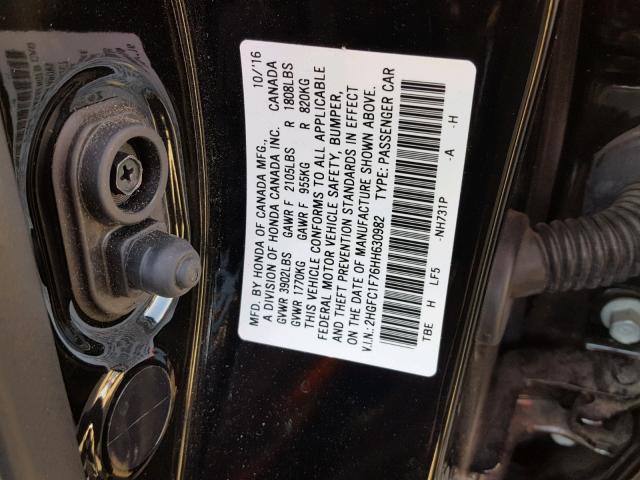 MFD. BY HONDA OF CANADA MFG., 10/'16
A DIVISION OF HONDA CANADA INC. CANADA
GVWR 3902LBS GAWR F 2105LBS R 1808LBS
GVWR 1770KG GAWR F 955KG R 820KG
THIS VEHICLE CONFORMS TO ALL APPLICABLE
FEDERAL MOTOR VEHICLE SAFETY, BUMPER,
AND THEFT PREVENTION STANDARDS IN EFFECT
ON THE DATE OF MANUFACTURE SHOWN ABOVE.
V.I.N.: 2HGFC1F76HH630982 TYPE: PASSENGER CAR
TBE H LF5 -NH731P -A -H